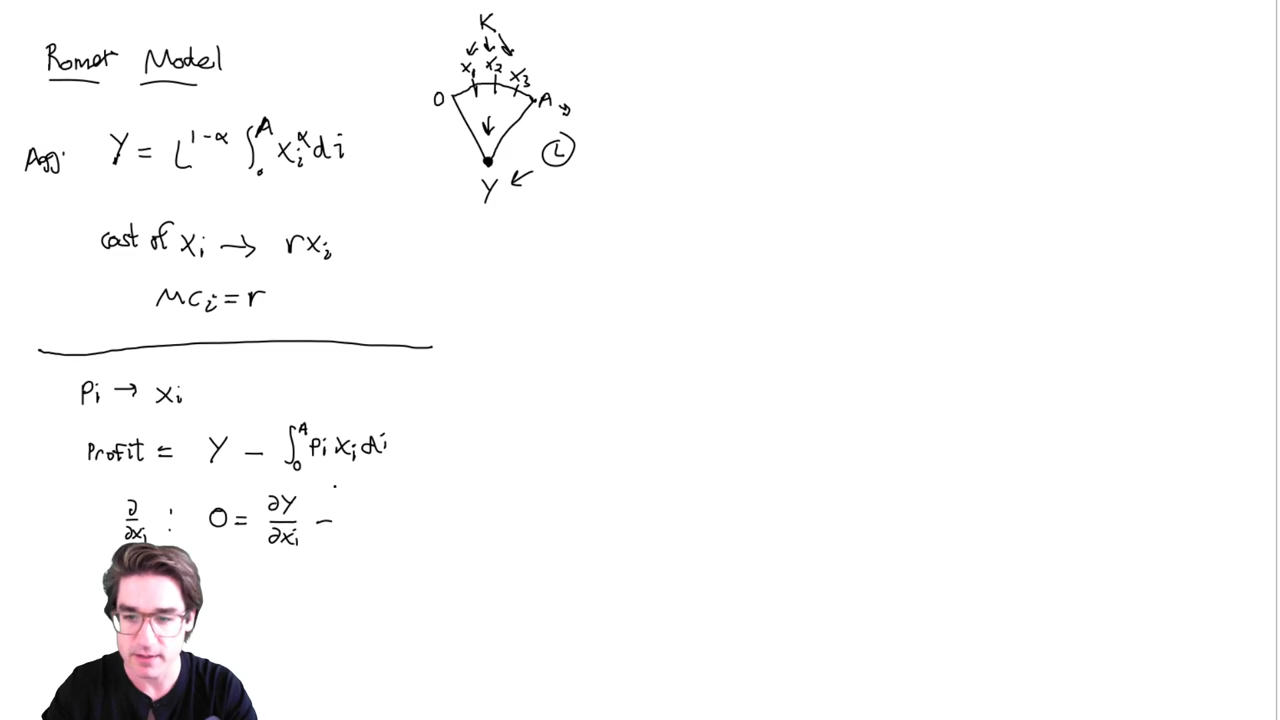 Romer Model
Agg: Y = L^{1-α} ∫_0^A x_i^α di
cost of x_i → r x_i
MC_i = r
P_i → x_i
Profit = Y - ∫_0^A P_i x_i di
∂/∂x_i : 0 = ∂Y/∂x_i -
K
x_1 x_2 x_3
0 A
L
Y